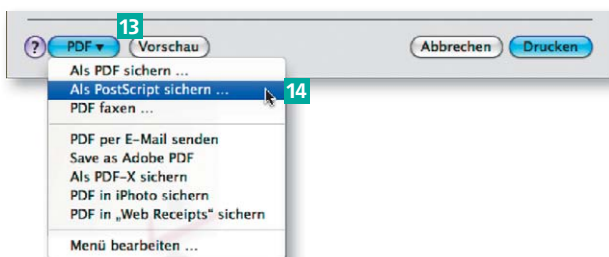 13
? PDF Vorschau Abbrechen Drucken
Als PDF sichern ...
Als PostScript sichern ... 14
PDF faxen ...
PDF per E-Mail senden
Save as Adobe PDF
Als PDF-X sichern
PDF in iPhoto sichern
PDF in „Web Receipts“ sichern
Menü bearbeiten ...